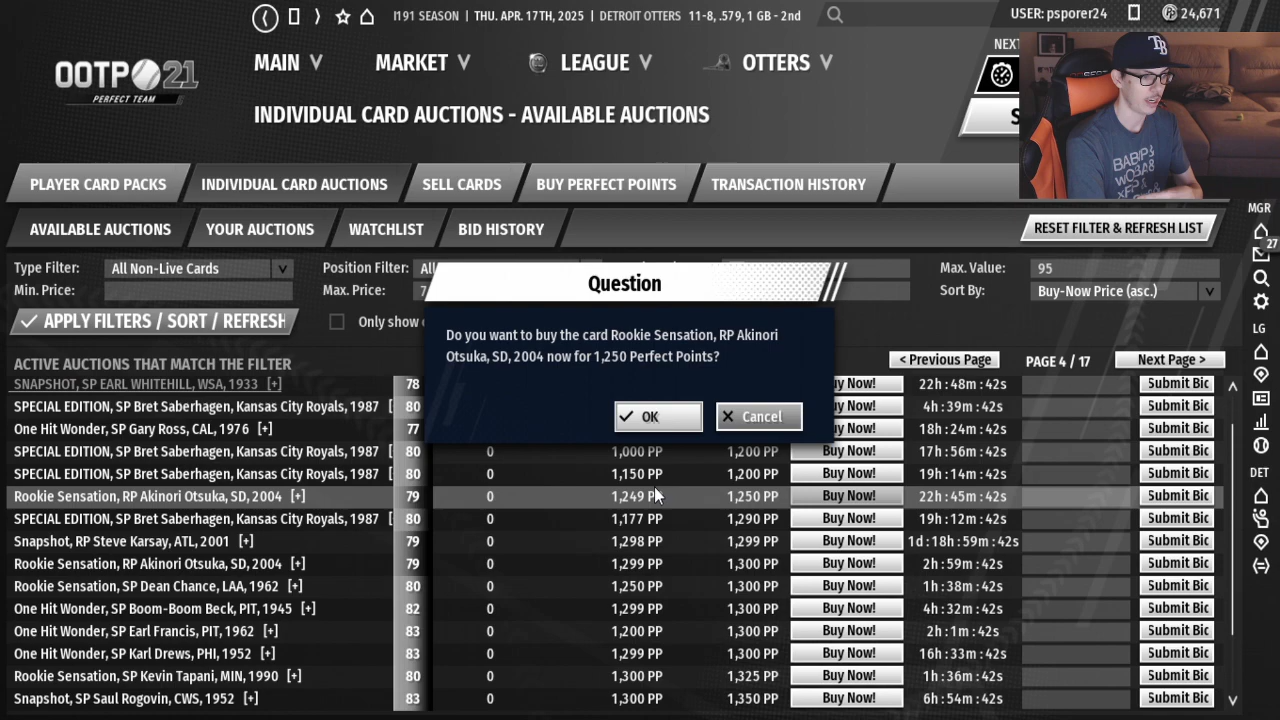 I191 SEASON | THU. APR. 17TH, 2025 | DETROIT OTTERS 11-8, .579, 1 GB - 2nd
USER: psporer24
24,671
OOTP 21
PERFECT TEAM
MAIN MARKET LEAGUE OTTERS
NEXT
INDIVIDUAL CARD AUCTIONS - AVAILABLE AUCTIONS
TB
PLAYER CARD PACKS INDIVIDUAL CARD AUCTIONS SELL CARDS BUY PERFECT POINTS TRANSACTION HISTORY
AVAILABLE AUCTIONS YOUR AUCTIONS WATCHLIST BID HISTORY RESET FILTER & REFRESH LIST
MGR
27
Type Filter: All Non-Live Cards Position Filter: All Max. Value: 95
Min. Price: Max. Price: 7 Sort By: Buy-Now Price (asc.)
APPLY FILTERS / SORT / REFRESH Only show
LG
Question
Do you want to buy the card Rookie Sensation, RP Akinori
Otsuka, SD, 2004 now for 1,250 Perfect Points?
OK Cancel
ACTIVE AUCTIONS THAT MATCH THE FILTER < Previous Page PAGE 4 / 17 Next Page >
SNAPSHOT, SP EARL WHITEHILL, WSA, 1933 [+] 78 uy Now! 22h:48m:42s Submit Bic
SPECIAL EDITION, SP Bret Saberhagen, Kansas City Royals, 1987 [ 80 uy Now! 4h:39m:42s Submit Bic
One Hit Wonder, SP Gary Ross, CAL, 1976 [+] 77 uy Now! 18h:24m:42s Submit Bic
SPECIAL EDITION, SP Bret Saberhagen, Kansas City Royals, 1987 [ 80 0 1,000 PP 1,200 PP Buy Now! 17h:56m:42s Submit Bic
SPECIAL EDITION, SP Bret Saberhagen, Kansas City Royals, 1987 [ 80 0 1,150 PP 1,200 PP Buy Now! 19h:14m:42s Submit Bic
DET
Rookie Sensation, RP Akinori Otsuka, SD, 2004 [+] 79 0 1,249 PP 1,250 PP Buy Now! 22h:45m:42s Submit Bic
SPECIAL EDITION, SP Bret Saberhagen, Kansas City Royals, 1987 [ 80 0 1,177 PP 1,290 PP Buy Now! 19h:12m:42s Submit Bic
Snapshot, RP Steve Karsay, ATL, 2001 [+] 79 0 1,298 PP 1,299 PP Buy Now! 1d:18h:59m:42s Submit Bic
Rookie Sensation, RP Akinori Otsuka, SD, 2004 [+] 79 0 1,299 PP 1,300 PP Buy Now! 2h:59m:42s Submit Bic
Rookie Sensation, SP Dean Chance, LAA, 1962 [+] 80 0 1,250 PP 1,300 PP Buy Now! 1h:38m:42s Submit Bic
One Hit Wonder, SP Boom-Boom Beck, PIT, 1945 [+] 82 0 1,299 PP 1,300 PP Buy Now! 4h:32m:42s Submit Bic
One Hit Wonder, SP Earl Francis, PIT, 1962 [+] 83 0 1,200 PP 1,300 PP Buy Now! 2h:1m:42s Submit Bic
One Hit Wonder, SP Karl Drews, PHI, 1952 [+] 83 0 1,299 PP 1,300 PP Buy Now! 16h:33m:42s Submit Bic
Rookie Sensation, SP Kevin Tapani, MIN, 1990 [+] 80 0 1,300 PP 1,325 PP Buy Now! 1h:36m:42s Submit Bic
Snapshot, SP Saul Rogovin, CWS, 1952 [+] 83 0 1,300 PP 1,350 PP Buy Now! 6h:54m:42s Submit Bic